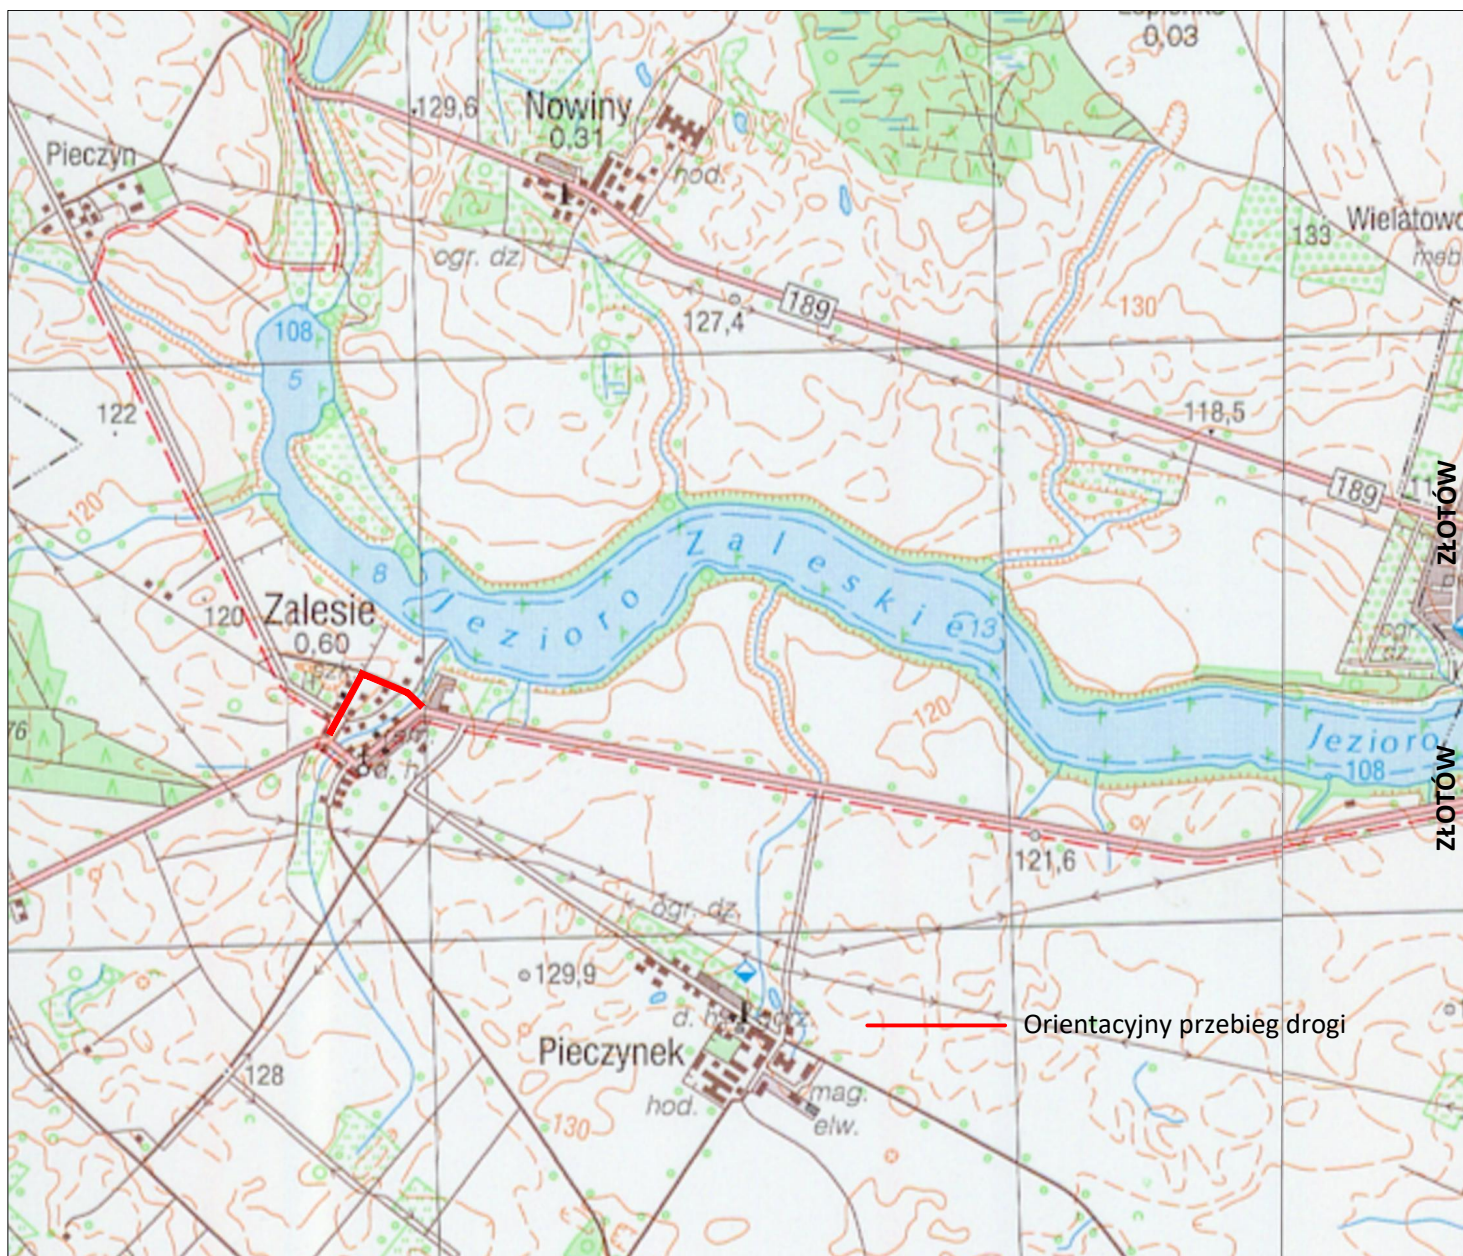 0,03
129,6
Nowiny
0.31
hod.
Pieczyn
ogr. dz.
133
Wielatowo
meb
189
127,4
130
108
5
122
118,5
189
120
ZŁOTÓW
Jezioro Zaleskie
8
13
120
Zalesie
0,60
120
76
Jezioro
108
ZŁOTÓW
121,6
ogr. dz.
129,9
Orientacyjny przebieg drogi
Pieczynek
128
hod.
mag.
elw.
130